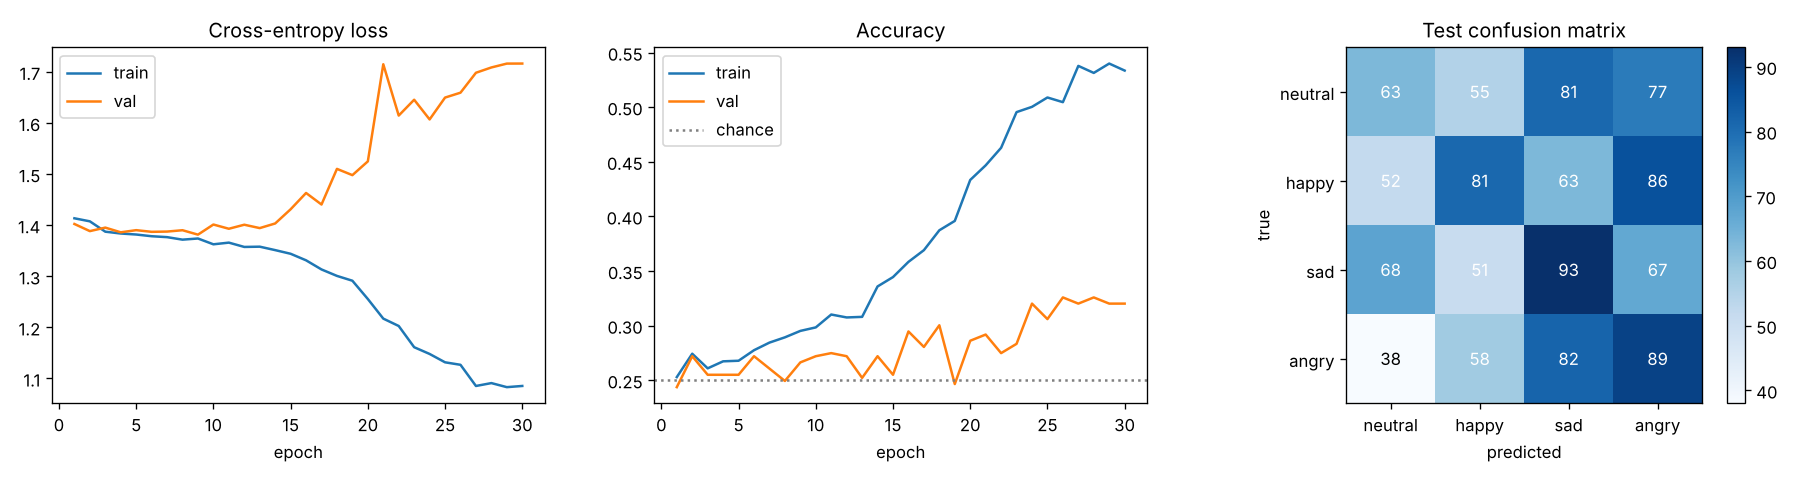 Cross-entropy loss
train
val
1.7
1.6
1.5
1.4
1.3
1.2
1.1
0 5 10 15 20 25 30
epoch
Accuracy
train
val
chance
0.55
0.50
0.45
0.40
0.35
0.30
0.25
0 5 10 15 20 25 30
epoch
Test confusion matrix
true
neutral 63 55 81 77
happy 52 81 63 86
sad 68 51 93 67
angry 38 58 82 89
neutral happy sad angry
predicted
90
80
70
60
50
40